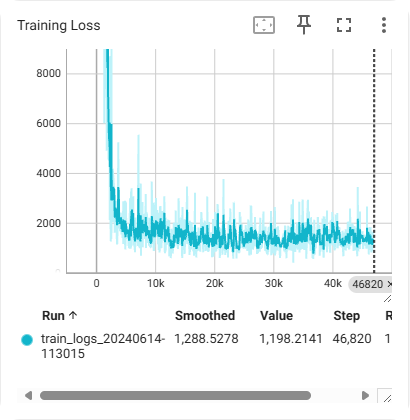 Training Loss
8000
6000
4000
2000
0 10k 20k 30k 40k 46820 ×
Run ↑ Smoothed Value Step R
train_logs_20240614- 1,288.5278 1,198.2141 46,820 1
113015